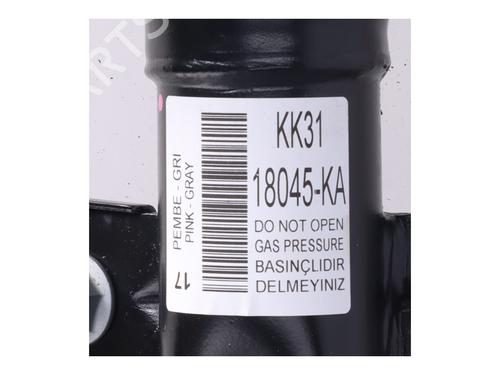 KK31
18045-KA
DO NOT OPEN
GAS PRESSURE
BASINÇLIDIR
DELMEYINIZ
PEMBE - GRI
PINK - GRAY
17